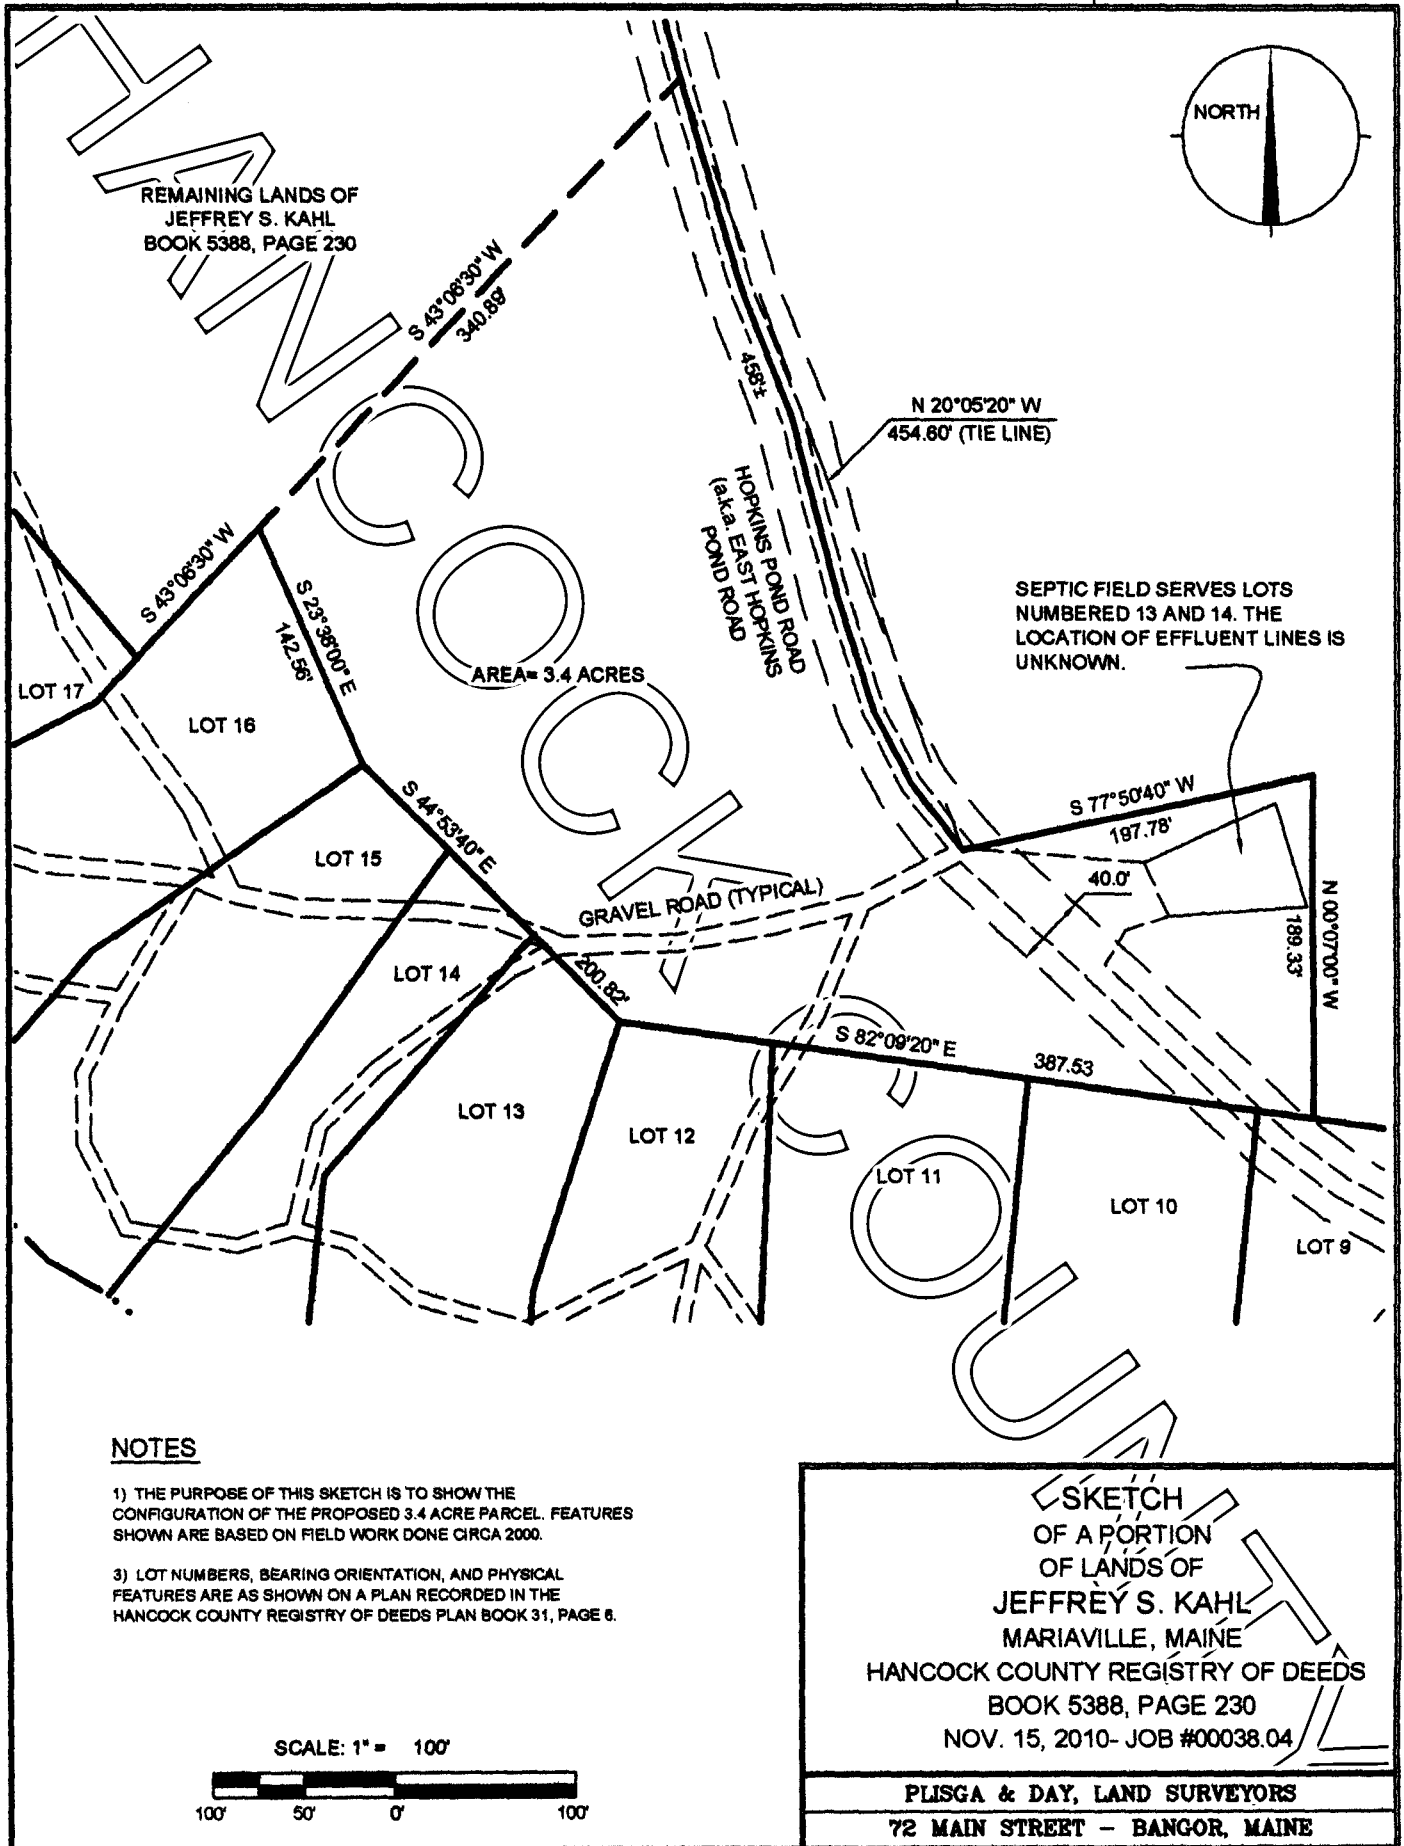 HANCOCK COUNTY
NORTH
REMAINING LANDS OF
JEFFREY S. KAHL
BOOK 5388, PAGE 230
S 43°06'30" W
340.89'
458'±
N 20°05'20" W
454.60' (TIE LINE)
HOPKINS POND ROAD
(a.k.a. EAST HOPKINS
POND ROAD
S 43°06'30" W
S 23°38'00" E
142.56'
SEPTIC FIELD SERVES LOTS
NUMBERED 13 AND 14. THE
LOCATION OF EFFLUENT LINES IS
UNKNOWN.
AREA= 3.4 ACRES
LOT 17
LOT 16
S 77°50'40" W
197.78'
S 44°53'40" E
200.82'
LOT 15
40.0'
N 00°07'00" W
189.33'
GRAVEL ROAD (TYPICAL)
LOT 14
S 82°09'20" E
387.53
LOT 13
LOT 12
LOT 11
LOT 10
LOT 9
NOTES
1) THE PURPOSE OF THIS SKETCH IS TO SHOW THE
CONFIGURATION OF THE PROPOSED 3.4 ACRE PARCEL. FEATURES
SHOWN ARE BASED ON FIELD WORK DONE CIRCA 2000.
3) LOT NUMBERS, BEARING ORIENTATION, AND PHYSICAL
FEATURES ARE AS SHOWN ON A PLAN RECORDED IN THE
HANCOCK COUNTY REGISTRY OF DEEDS PLAN BOOK 31, PAGE 6.
SCALE: 1" = 100'
100' 50' 0' 100'
SKETCH
OF A PORTION
OF LANDS OF
JEFFREY S. KAHL
MARIAVILLE, MAINE
HANCOCK COUNTY REGISTRY OF DEEDS
BOOK 5388, PAGE 230
NOV. 15, 2010- JOB #00038.04
PLISGA & DAY, LAND SURVEYORS
72 MAIN STREET - BANGOR, MAINE